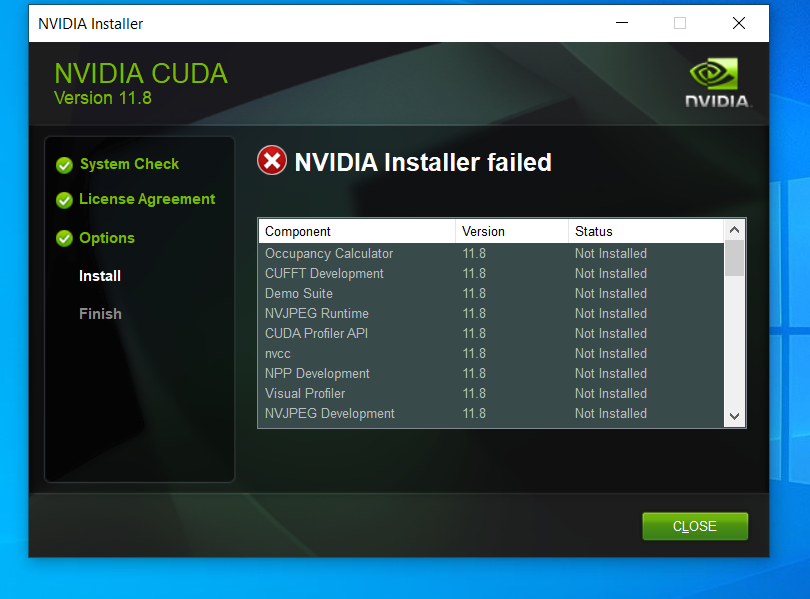 NVIDIA Installer
NVIDIA CUDA
Version 11.8
NVIDIA
System Check
License Agreement
Options
Install
Finish
NVIDIA Installer failed
Component Version Status
Occupancy Calculator 11.8 Not Installed
CUFFT Development 11.8 Not Installed
Demo Suite 11.8 Not Installed
NVJPEG Runtime 11.8 Not Installed
CUDA Profiler API 11.8 Not Installed
nvcc 11.8 Not Installed
NPP Development 11.8 Not Installed
Visual Profiler 11.8 Not Installed
NVJPEG Development 11.8 Not Installed
CLOSE